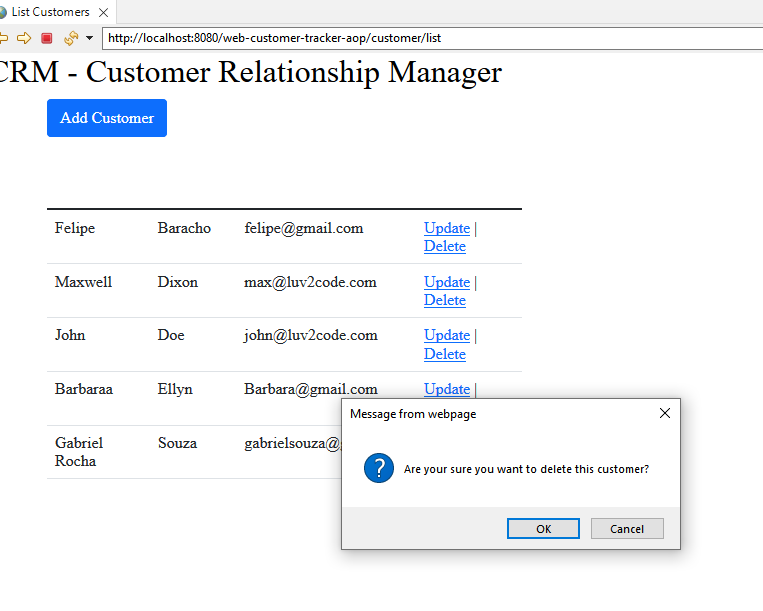 List Customers
http://localhost:8080/web-customer-tracker-aop/customer/list
CRM - Customer Relationship Manager
Add Customer
Felipe Baracho felipe@gmail.com Update |
Delete
Maxwell Dixon max@luv2code.com Update |
Delete
John Doe john@luv2code.com Update |
Delete
Barbaraa Ellyn Barbara@gmail.com Update |
Gabriel Souza gabrielsouza@
Rocha
Message from webpage
Are your sure you want to delete this customer?
OK Cancel